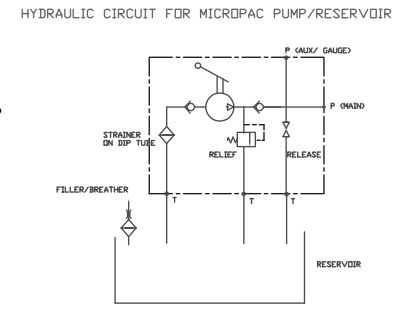 HYDRAULIC CIRCUIT FOR MICROPAC PUMP/RESERVOIR
P (AUX/ GAUGE)
P (MAIN)
STRAINER
ON DIP TUBE
RELIEF
RELEASE
FILLER/BREATHER
T
T
T
RESERVOIR